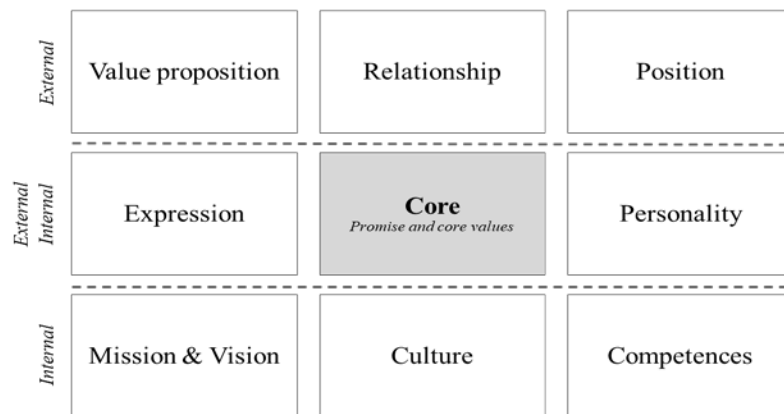 External
Value proposition
Relationship
Position
External
Internal
Expression
Core
Promise and core values
Personality
Internal
Mission & Vision
Culture
Competences